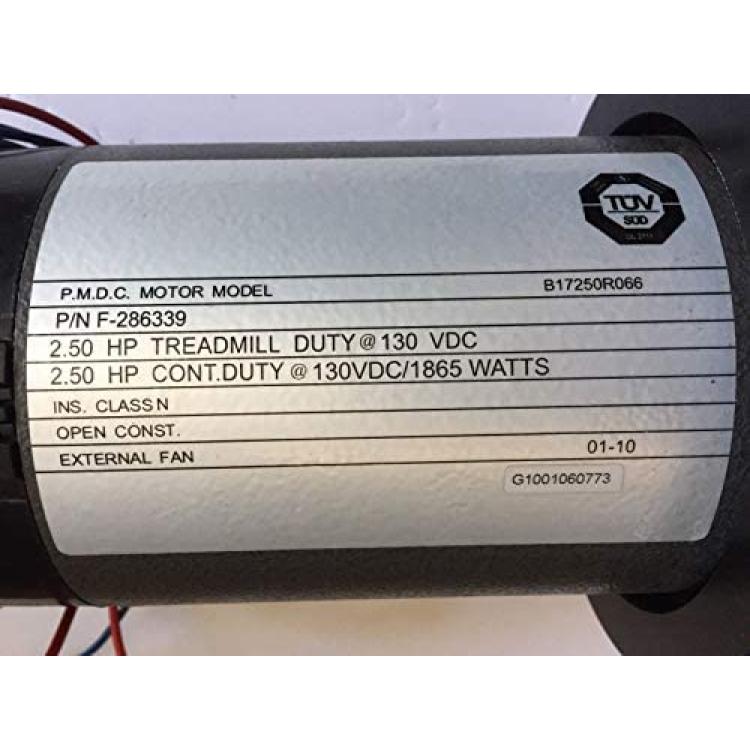 TÜV
SÜD
P.M.D.C. MOTOR MODEL B17250R066
P/N F-286339
2.50 HP TREADMILL DUTY @ 130 VDC
2.50 HP CONT.DUTY @ 130VDC/1865 WATTS
INS. CLASS N
OPEN CONST.
EXTERNAL FAN 01-10
G1001060773